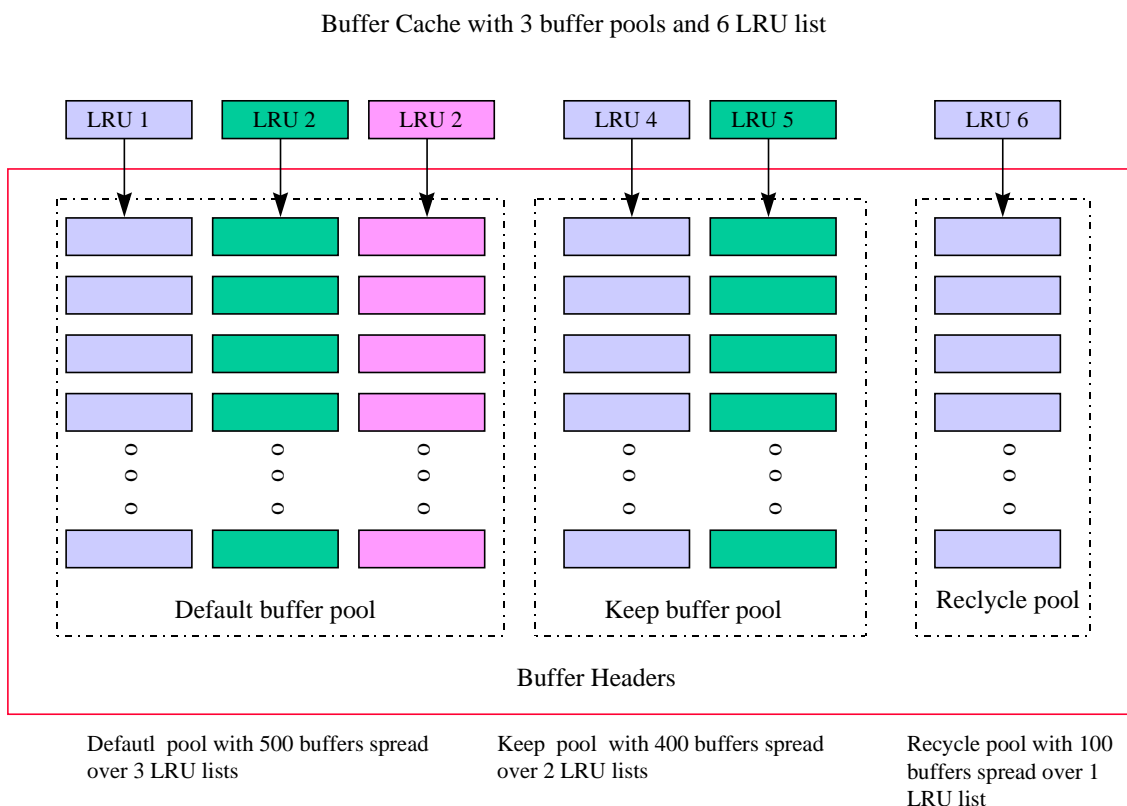 Buffer Cache with 3 buffer pools and 6 LRU list
LRU 1
LRU 2
LRU 2
LRU 4
LRU 5
LRU 6
Default buffer pool
Keep buffer pool
Reclycle pool
Buffer Headers
Defautl pool with 500 buffers spread
over 3 LRU lists
Keep pool with 400 buffers spread
over 2 LRU lists
Recycle pool with 100
buffers spread over 1
LRU list